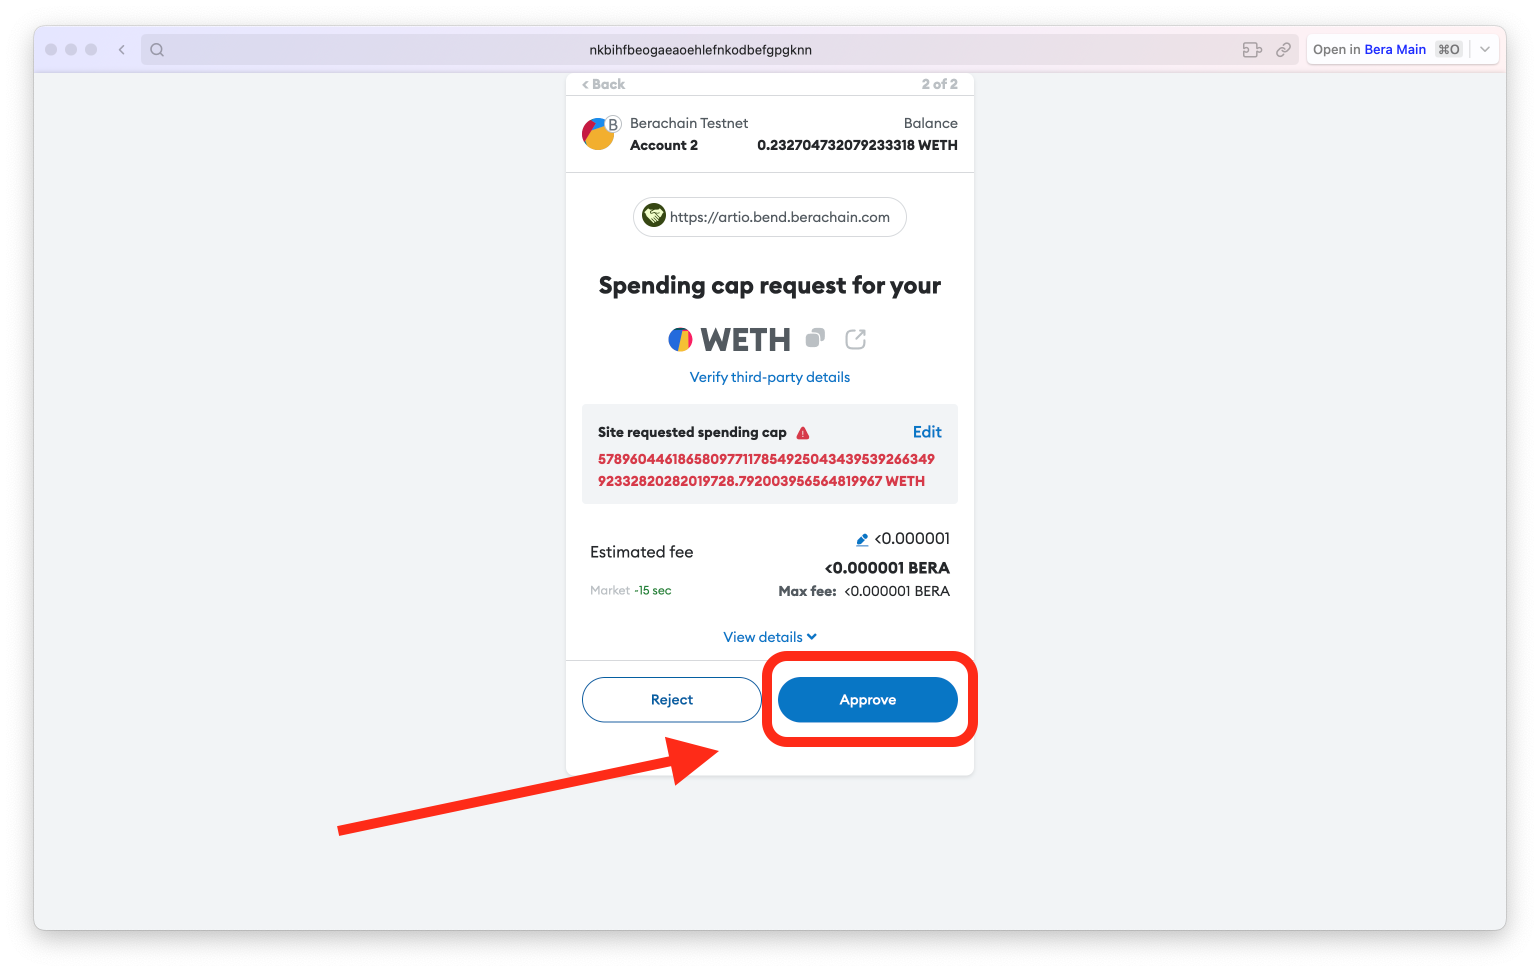 nkbihfbeogaeaoehlefnkodbefgpgknn
Open in Bera Main ⌘O
< Back
2 of 2
B
Berachain Testnet
Balance
Account 2
0.232704732079233318 WETH
https://artio.bend.berachain.com
Spending cap request for your
WETH
Verify third-party details
Site requested spending cap
Edit
57896044618658097711785492504343953926634​9
92332820282019728.792003956564819967 WETH
<0.000001
Estimated fee
<0.000001 BERA
Market ~15 sec
Max fee: <0.000001 BERA
View details
Reject
Approve